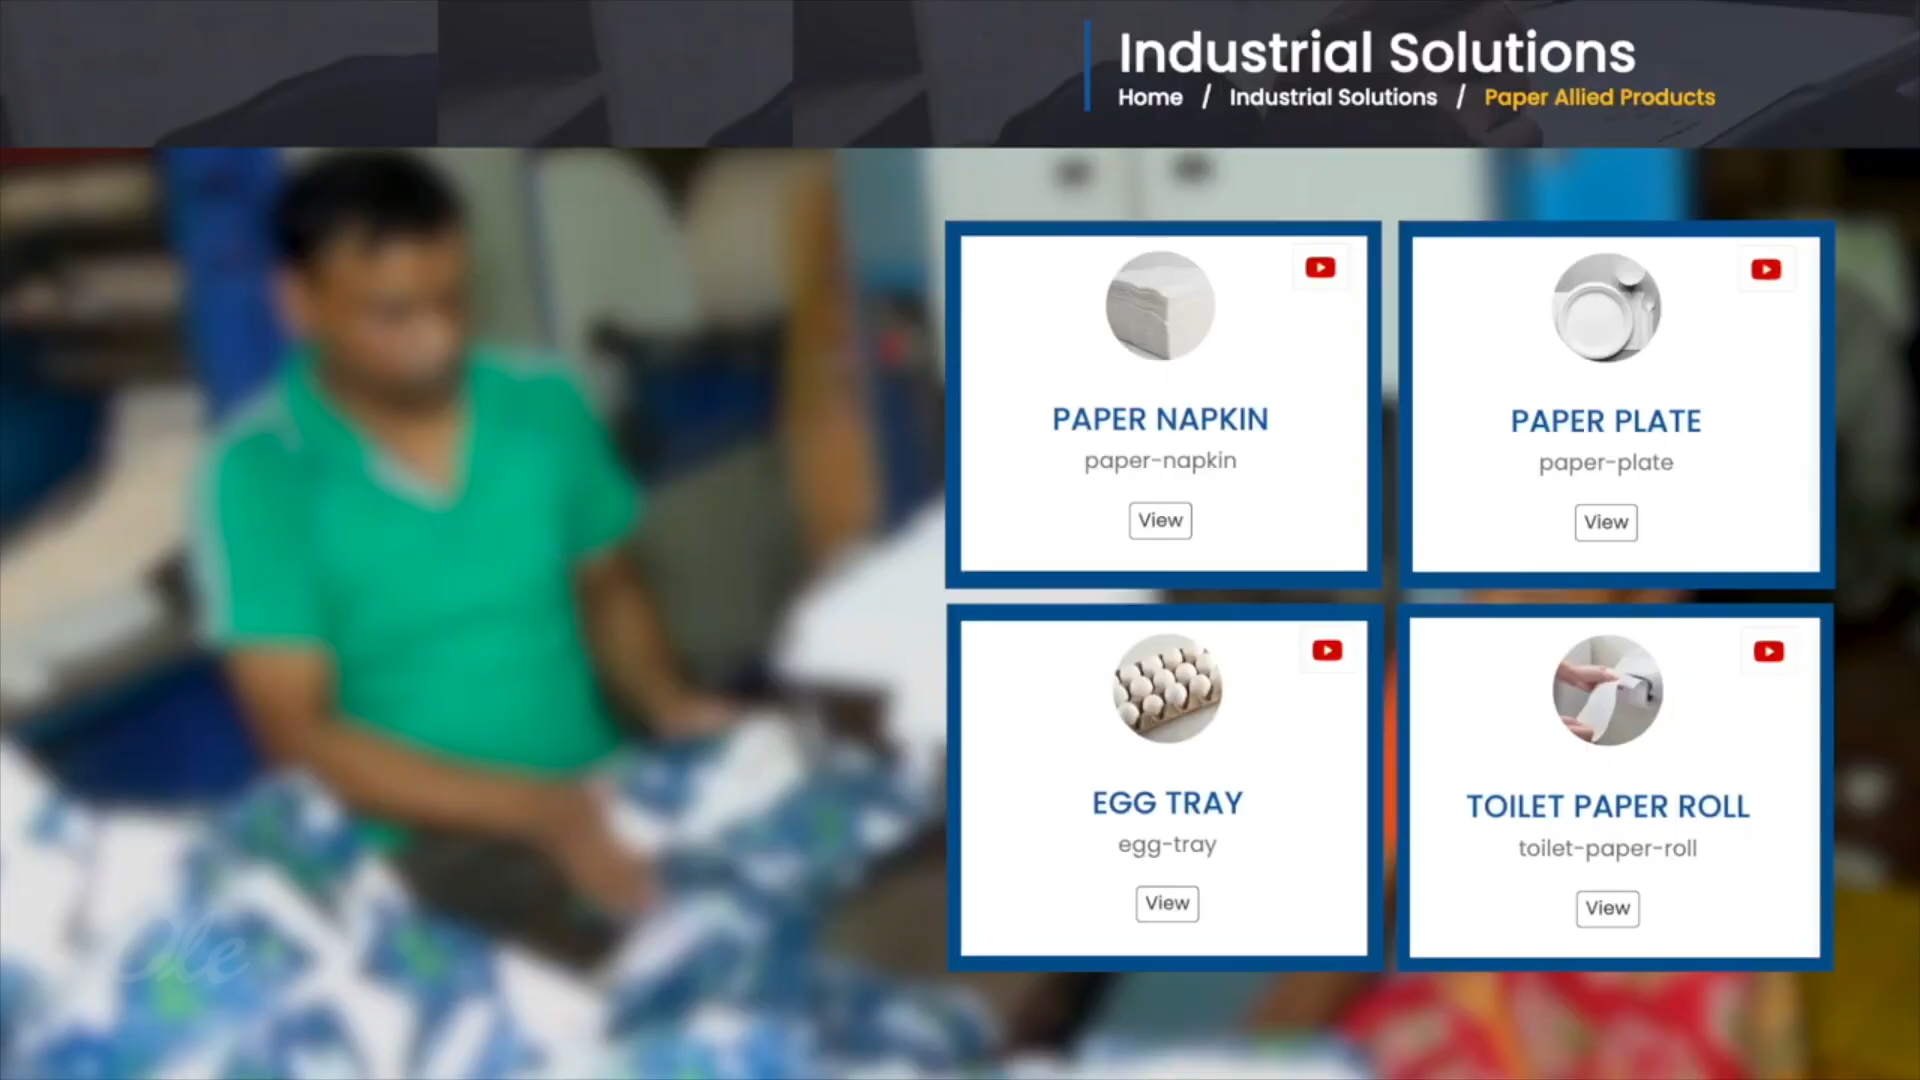 Industrial Solutions
Home / Industrial Solutions / Paper Allied Products
PAPER NAPKIN
paper-napkin
View
PAPER PLATE
paper-plate
View
EGG TRAY
egg-tray
View
TOILET PAPER ROLL
toilet-paper-roll
View
Ole